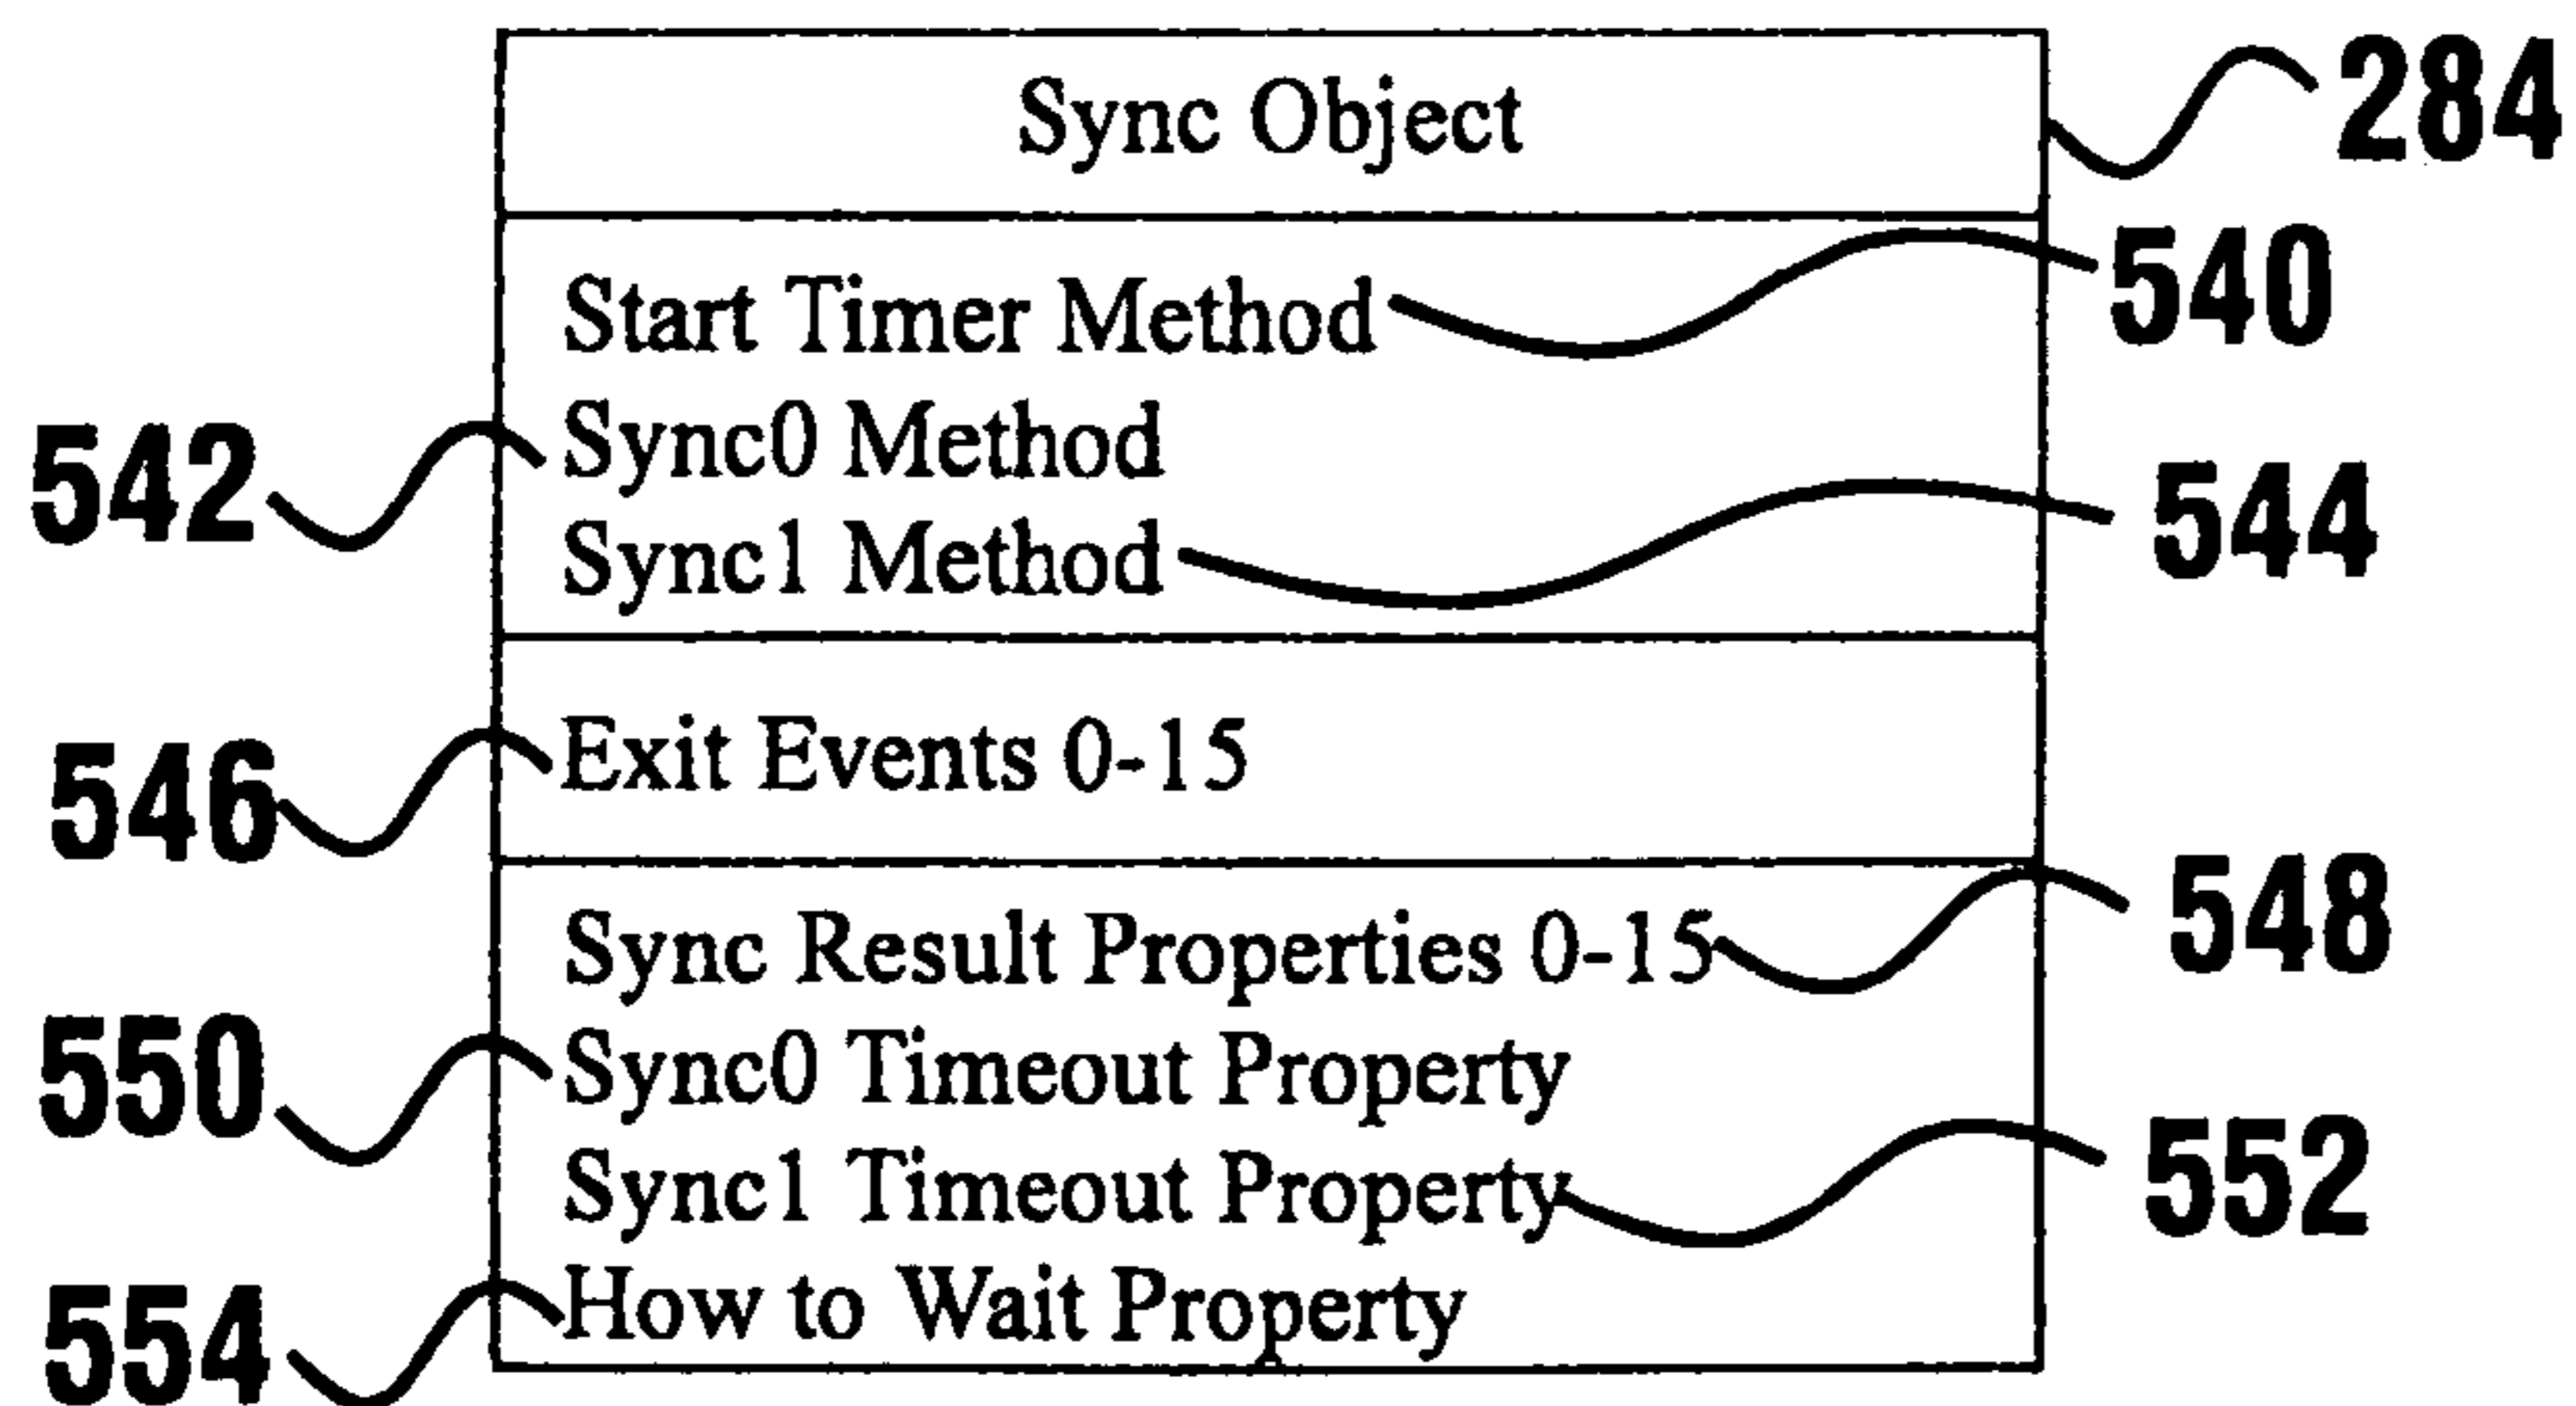 Sync Object
284
Start Timer Method
540
542
Sync0 Method
Sync1 Method
544
546
Exit Events 0-15
Sync Result Properties 0-15
548
550
Sync0 Timeout Property
Sync1 Timeout Property
552
554
How to Wait Property